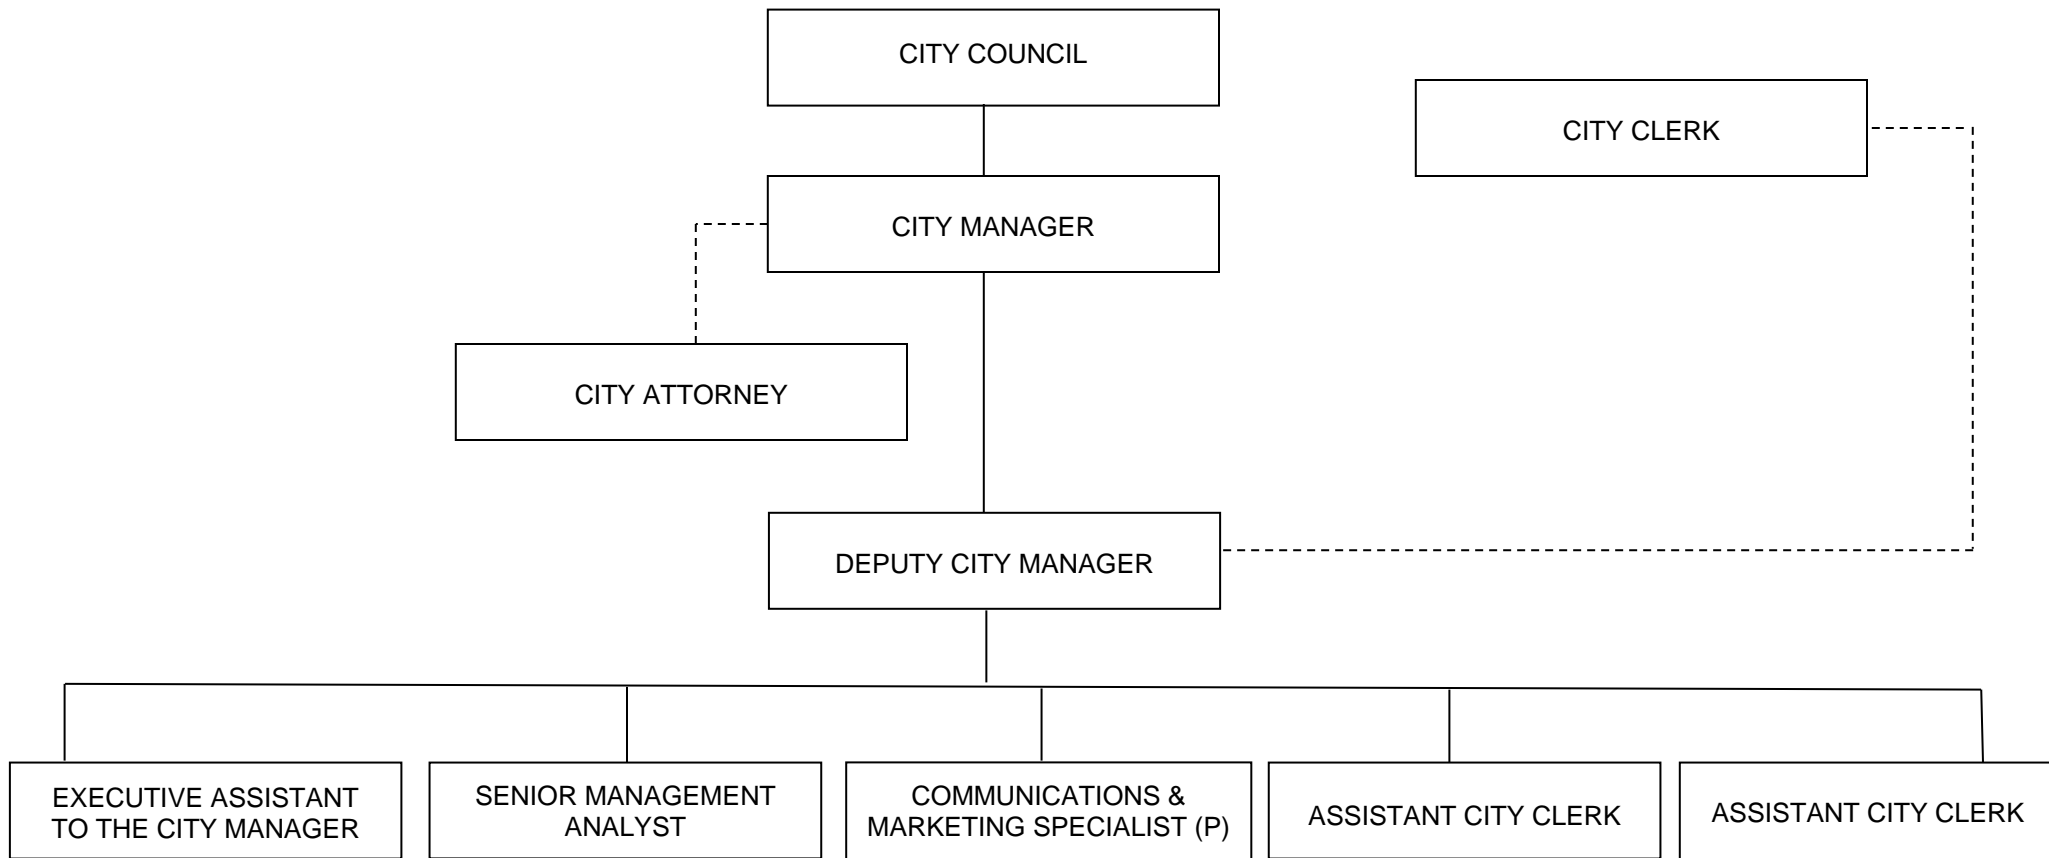 CITY COUNCIL
CITY CLERK
CITY MANAGER
CITY ATTORNEY
DEPUTY CITY MANAGER
EXECUTIVE ASSISTANT
TO THE CITY MANAGER
SENIOR MANAGEMENT
ANALYST
COMMUNICATIONS &
MARKETING SPECIALIST (P)
ASSISTANT CITY CLERK
ASSISTANT CITY CLERK